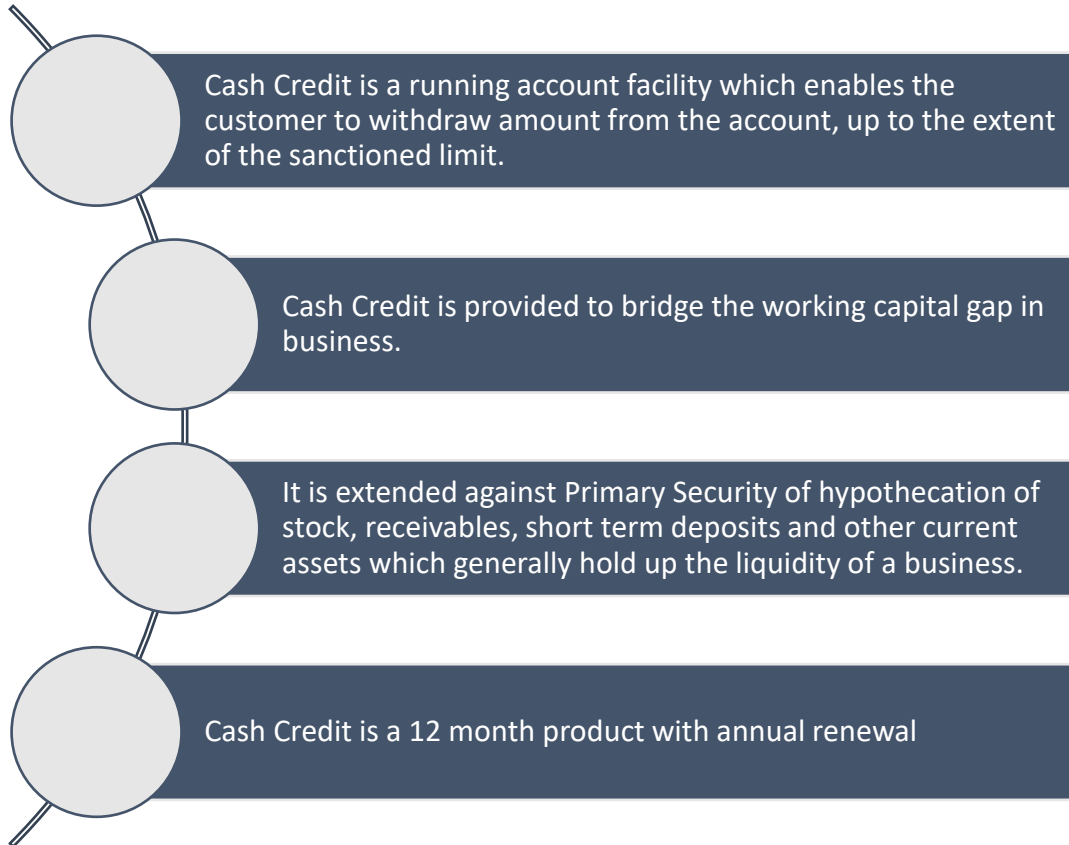 Cash Credit is a running account facility which enables the
customer to withdraw amount from the account, up to the extent
of the sanctioned limit.
Cash Credit is provided to bridge the working capital gap in
business.
It is extended against Primary Security of hypothecation of
stock, receivables, short term deposits and other current
assets which generally hold up the liquidity of a business.
Cash Credit is a 12 month product with annual renewal